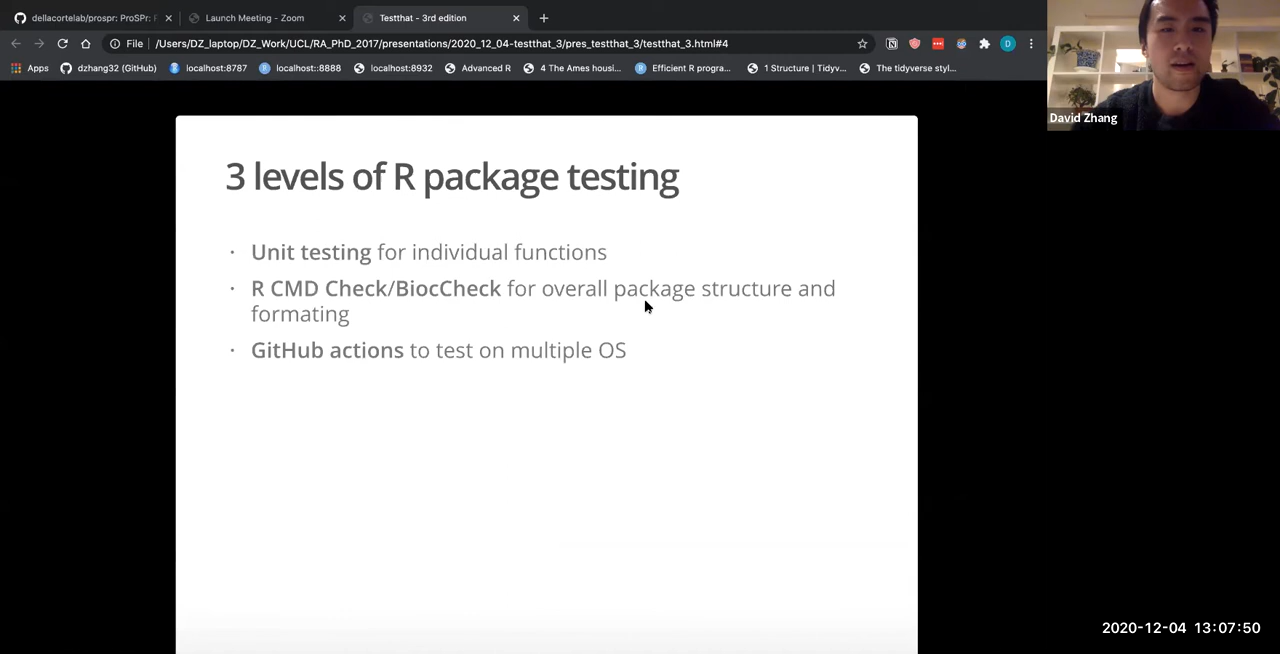 dellacortelab/prospr: ProSPr: F
Launch Meeting - Zoom
Testthat - 3rd edition
File
/Users/DZ_laptop/DZ_Work/UCL/RA_PhD_2017/presentations/2020_12_04-testthat_3/pres_testthat_3/testthat_3.html#4
D
Apps
dzhang32 (GitHub)
localhost:8787
localhost::8888
localhost:8932
Advanced R
4 The Ames housi...
Efficient R progra...
1 Structure | Tidyv...
The tidyverse styl...
David Zhang
3 levels of R package testing
· Unit testing for individual functions
· R CMD Check/BiocCheck for overall package structure and
formating
· GitHub actions to test on multiple OS
2020-12-04 13:07:50